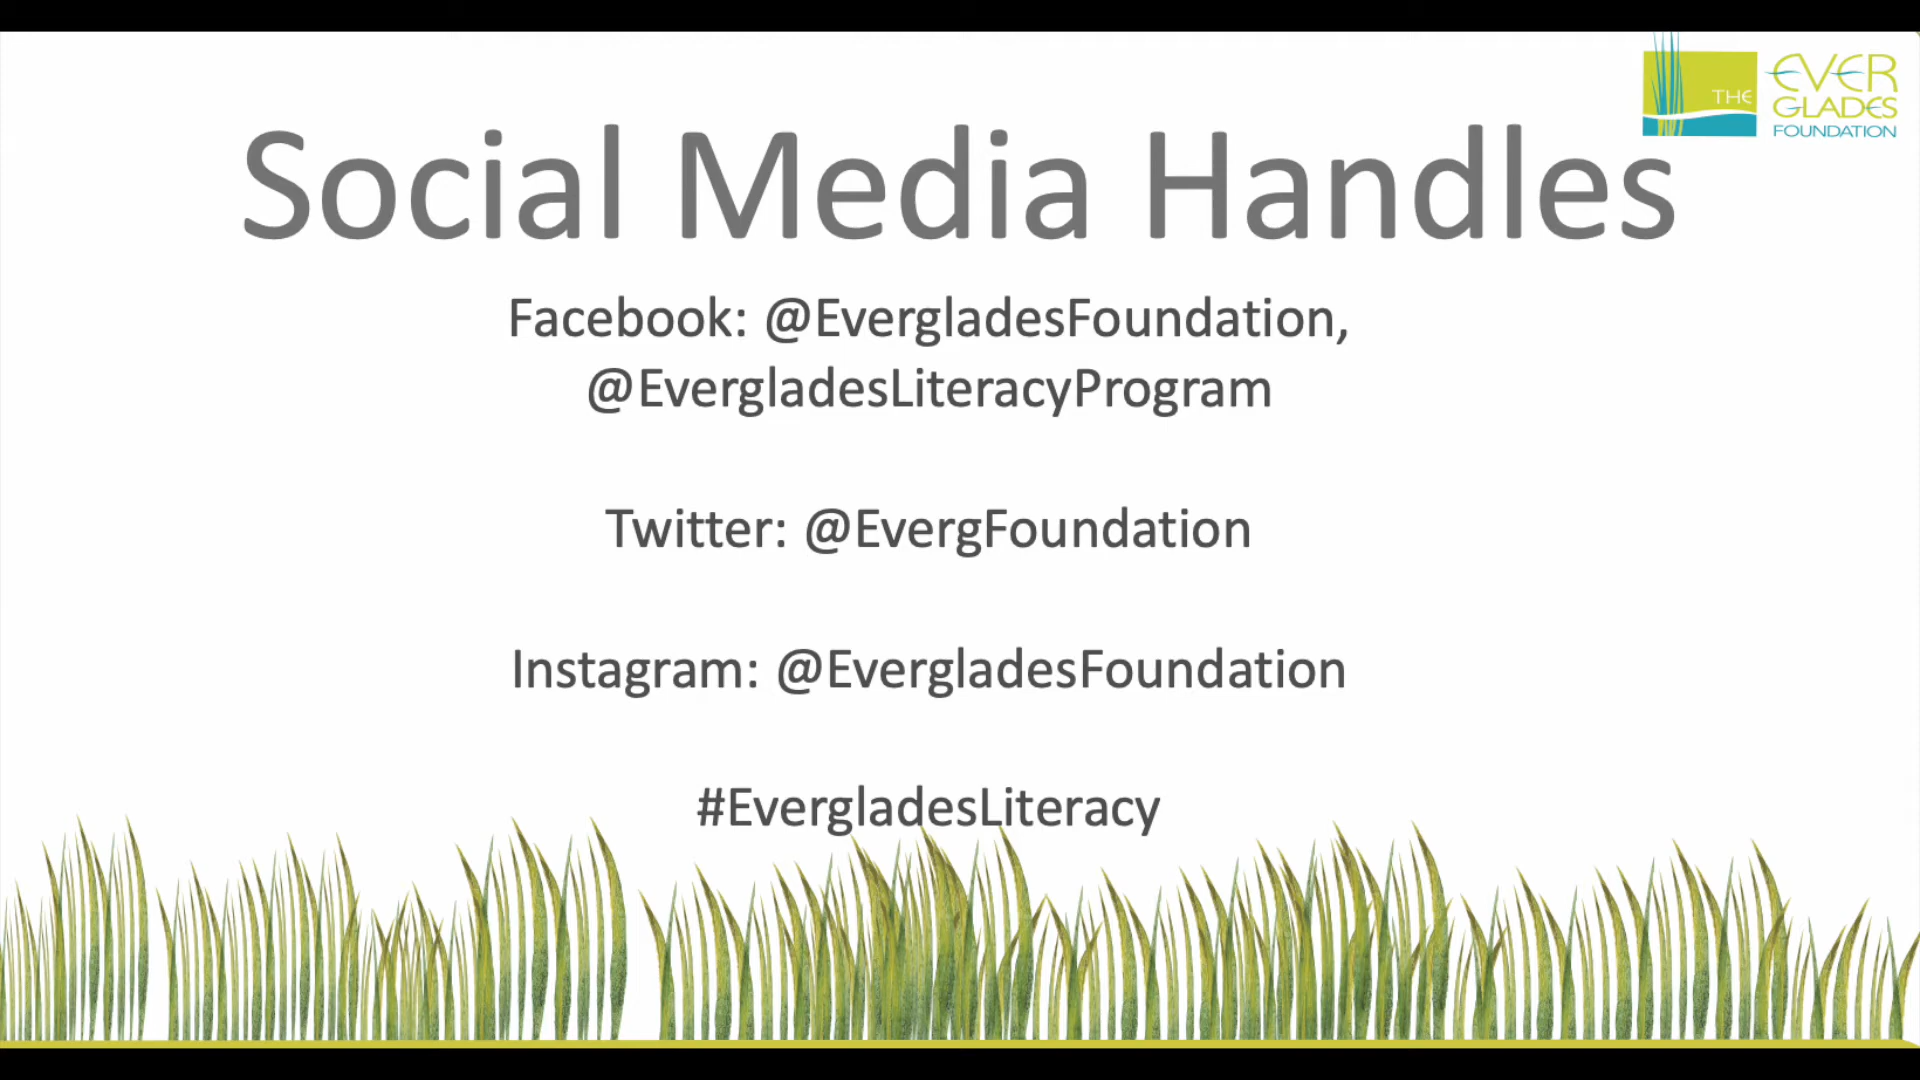 THE
EVER
GLADES
FOUNDATION
Social Media Handles
Facebook: @EvergladesFoundation,
@EvergladesLiteracyProgram
Twitter: @EvergFoundation
Instagram: @EvergladesFoundation
#EvergladesLiteracy